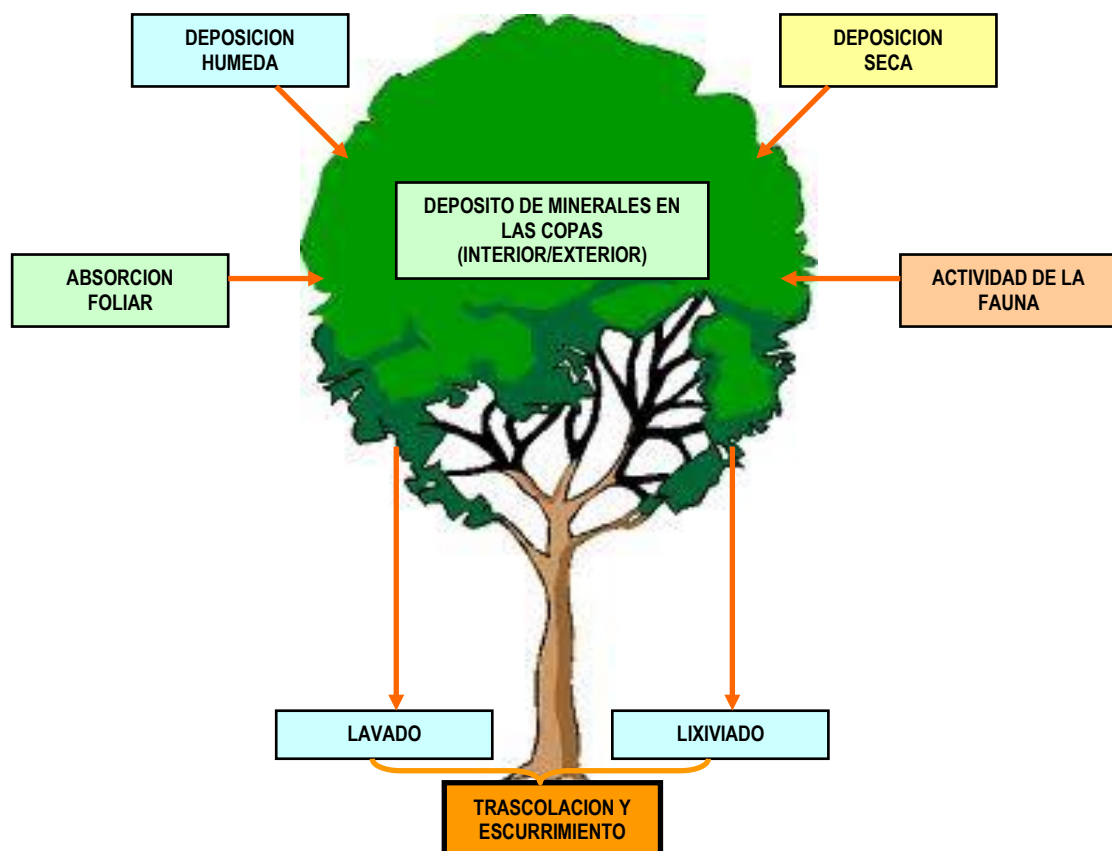 DEPOSICION
HUMEDA
DEPOSICION
SECA
DEPOSITO DE MINERALES EN
LAS COPAS
(INTERIOR/EXTERIOR)
ABSORCION
FOLIAR
ACTIVIDAD DE LA
FAUNA
LAVADO
LIXIVIADO
TRASCOLACION Y
ESCURRIMIENTO